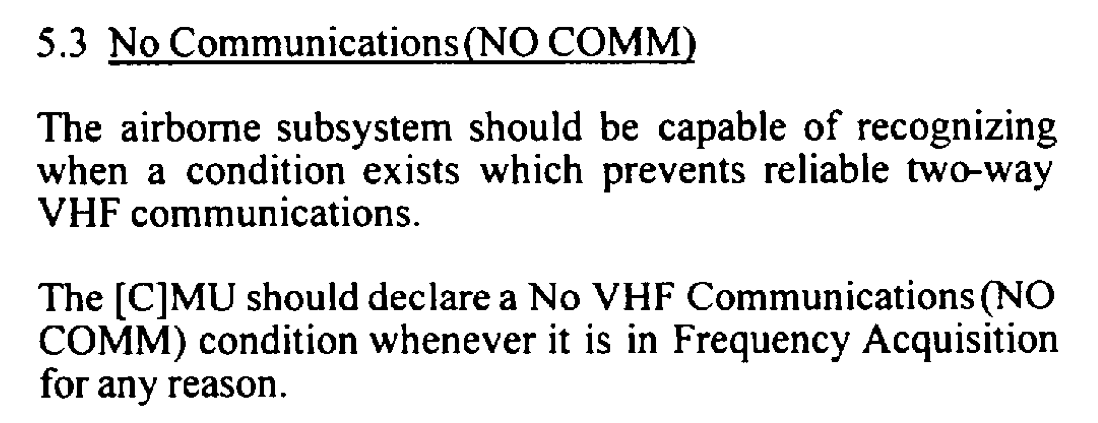 5.3 No Communications (NO COMM)
The airborne subsystem should be capable of recognizing
when a condition exists which prevents reliable two-way
VHF communications.
The [C]MU should declare a No VHF Communications (NO
COMM) condition whenever it is in Frequency Acquisition
for any reason.